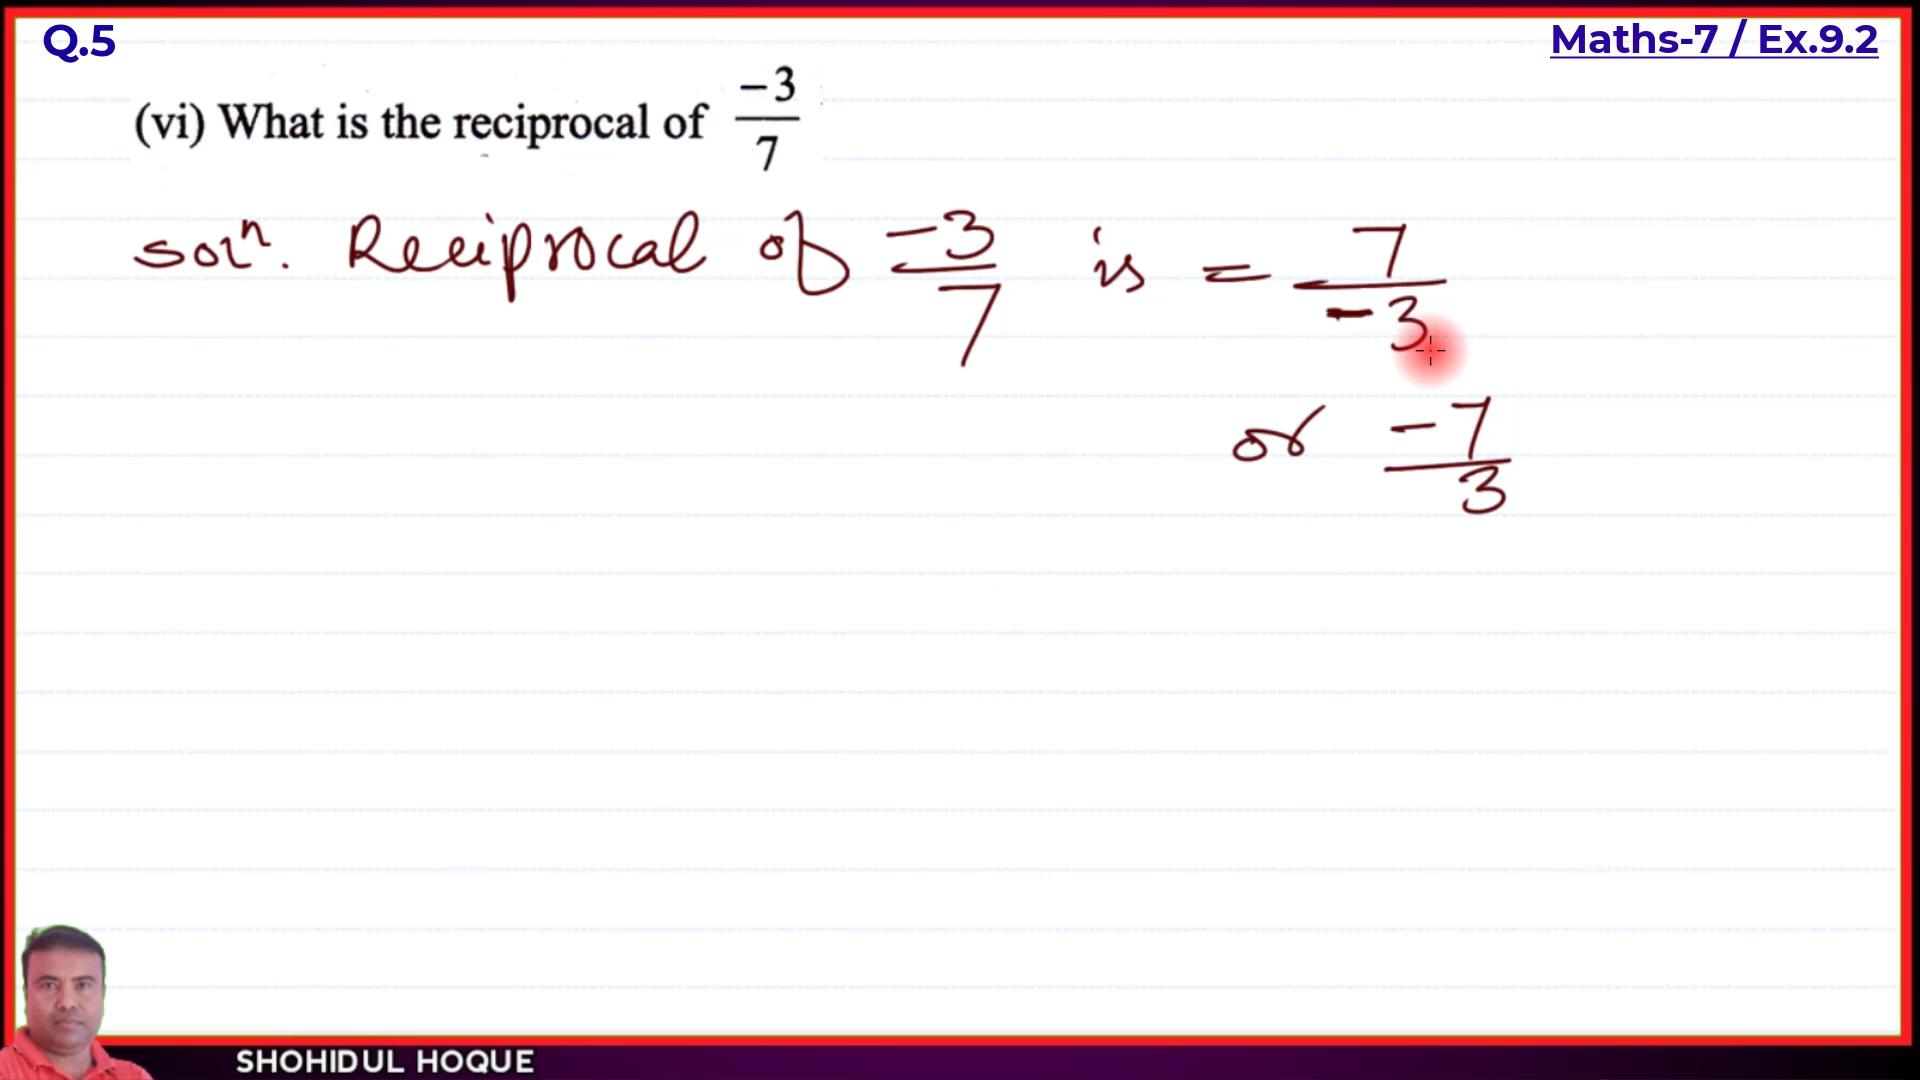 Q.5
Maths-7 / Ex.9.2
(vi) What is the reciprocal of -3/7
Solⁿ. Reciprocal of -3/7 is = 7/-3
or -7/3
SHOHIDUL HOQUE